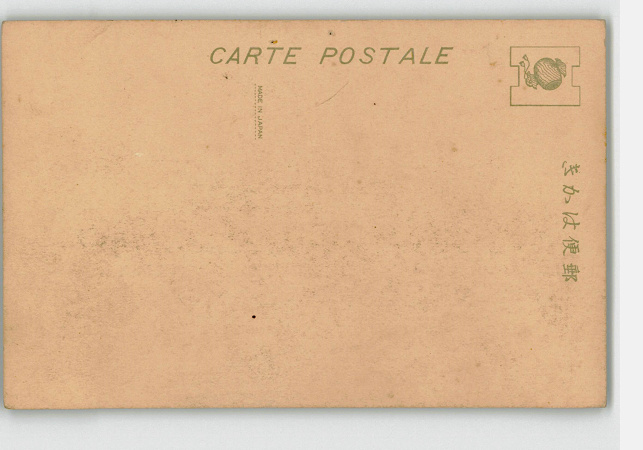 CARTE POSTALE
MADE IN JAPAN
きかは便郵